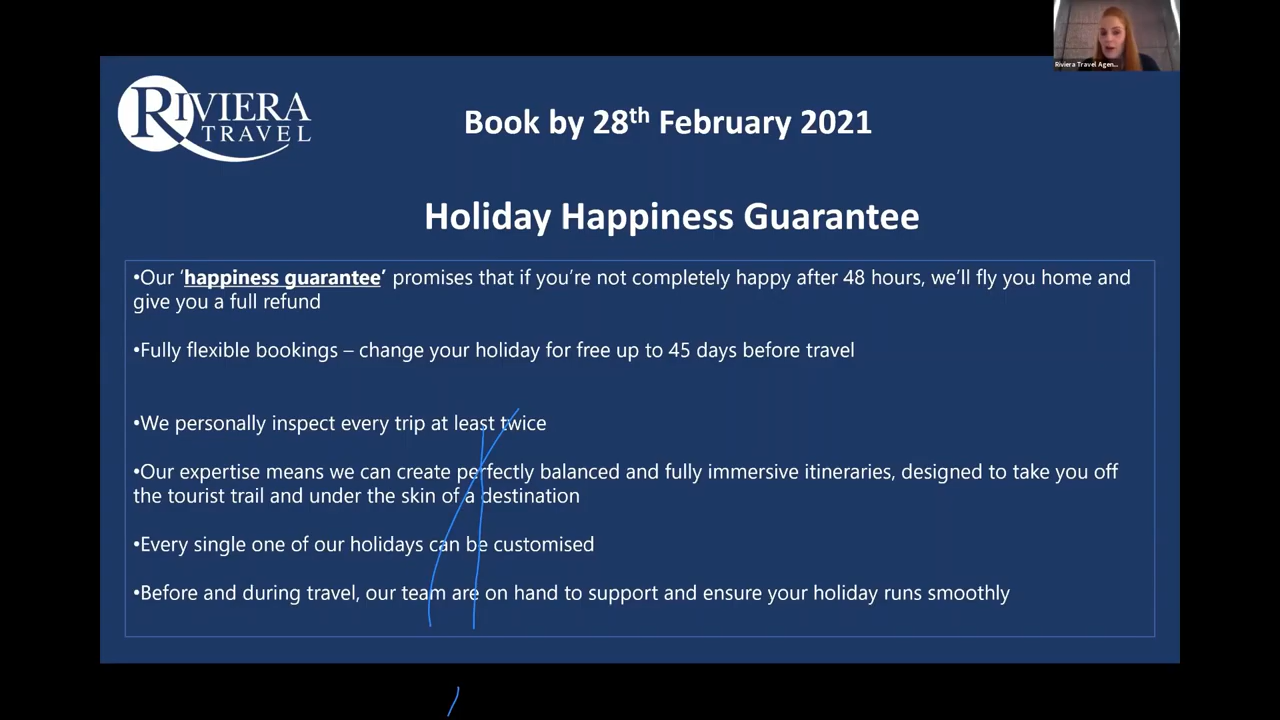 Riviera Travel Agen...
RIVIERA
TRAVEL
Book by 28th February 2021
Holiday Happiness Guarantee
•Our ‘happiness guarantee’ promises that if you’re not completely happy after 48 hours, we’ll fly you home and
give you a full refund
•Fully flexible bookings – change your holiday for free up to 45 days before travel
•We personally inspect every trip at least twice
•Our expertise means we can create perfectly balanced and fully immersive itineraries, designed to take you off
the tourist trail and under the skin of a destination
•Every single one of our holidays can be customised
•Before and during travel, our team are on hand to support and ensure your holiday runs smoothly